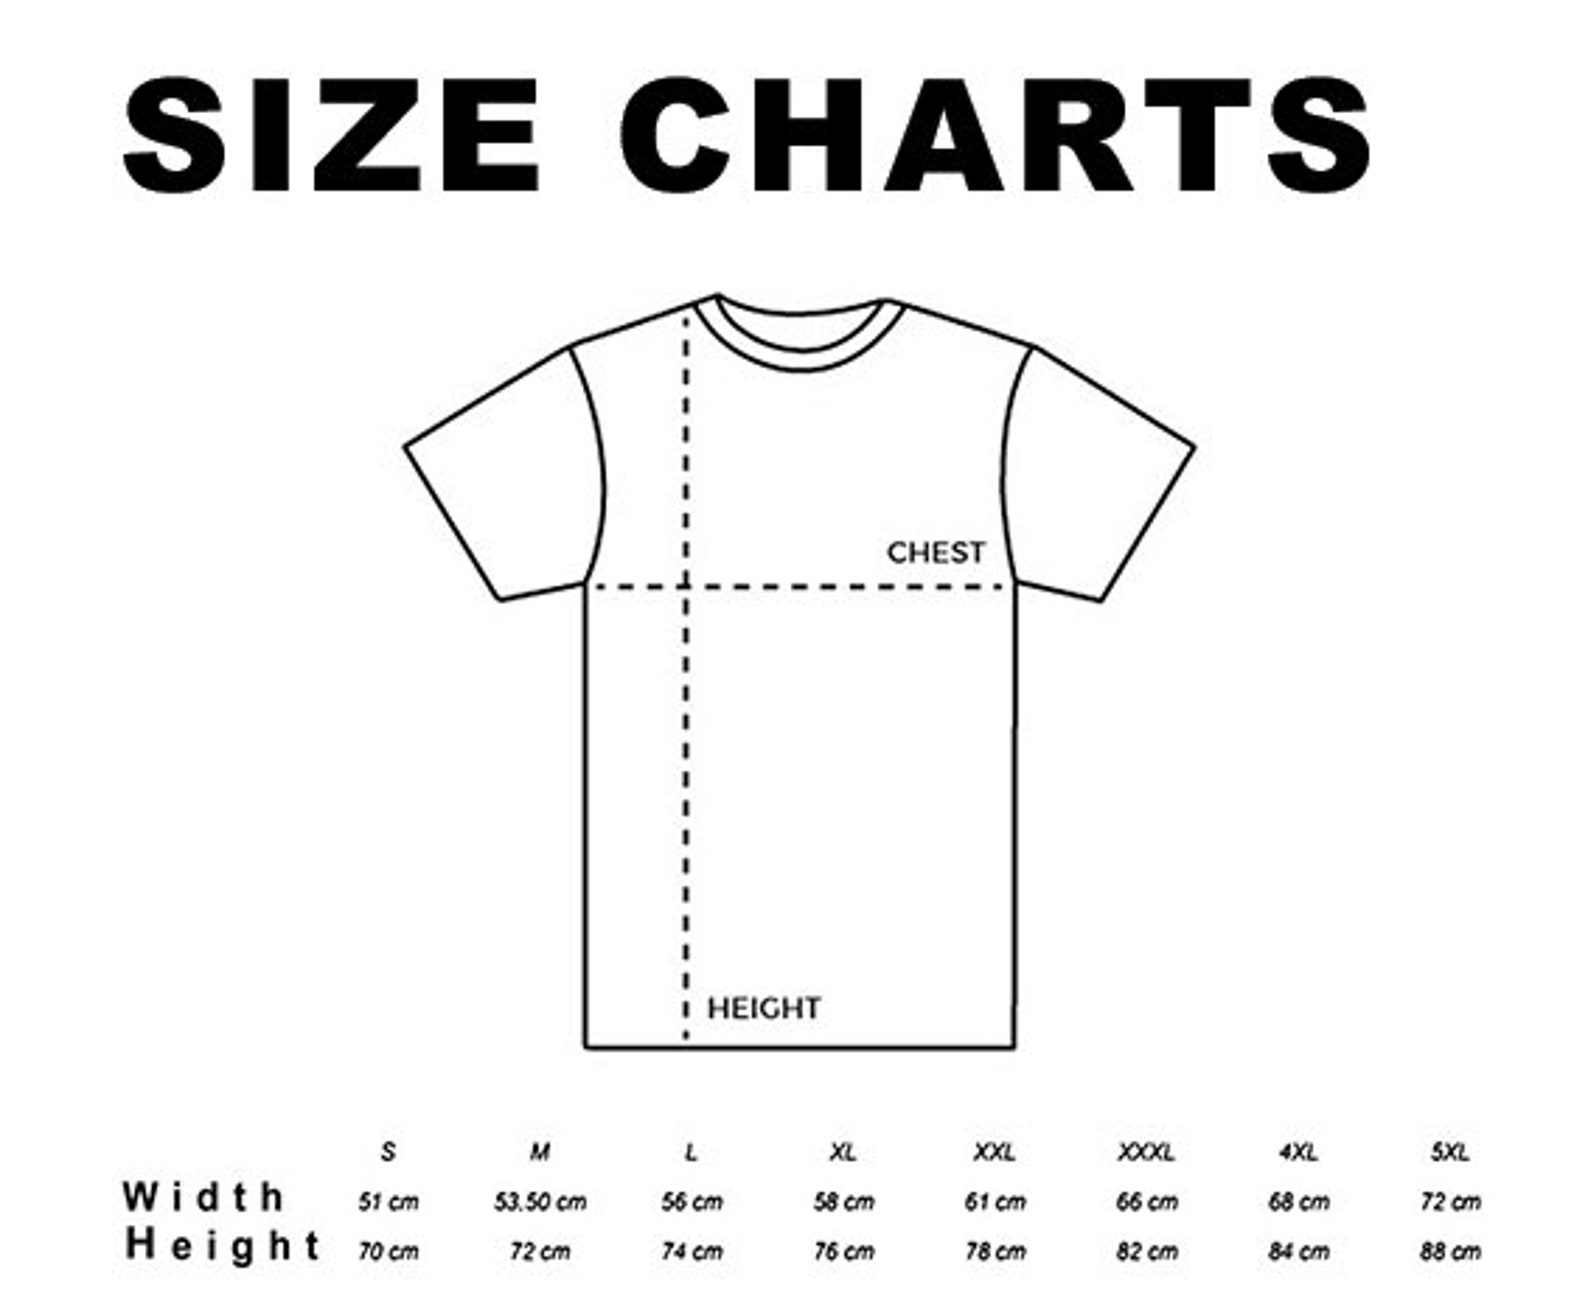 SIZE CHARTS
CHEST
HEIGHT
S M L XL XXL XXXL 4XL 5XL
Width 51 cm 53.50 cm 56 cm 58 cm 61 cm 66 cm 68 cm 72 cm
Height 70 cm 72 cm 74 cm 76 cm 78 cm 82 cm 84 cm 88 cm